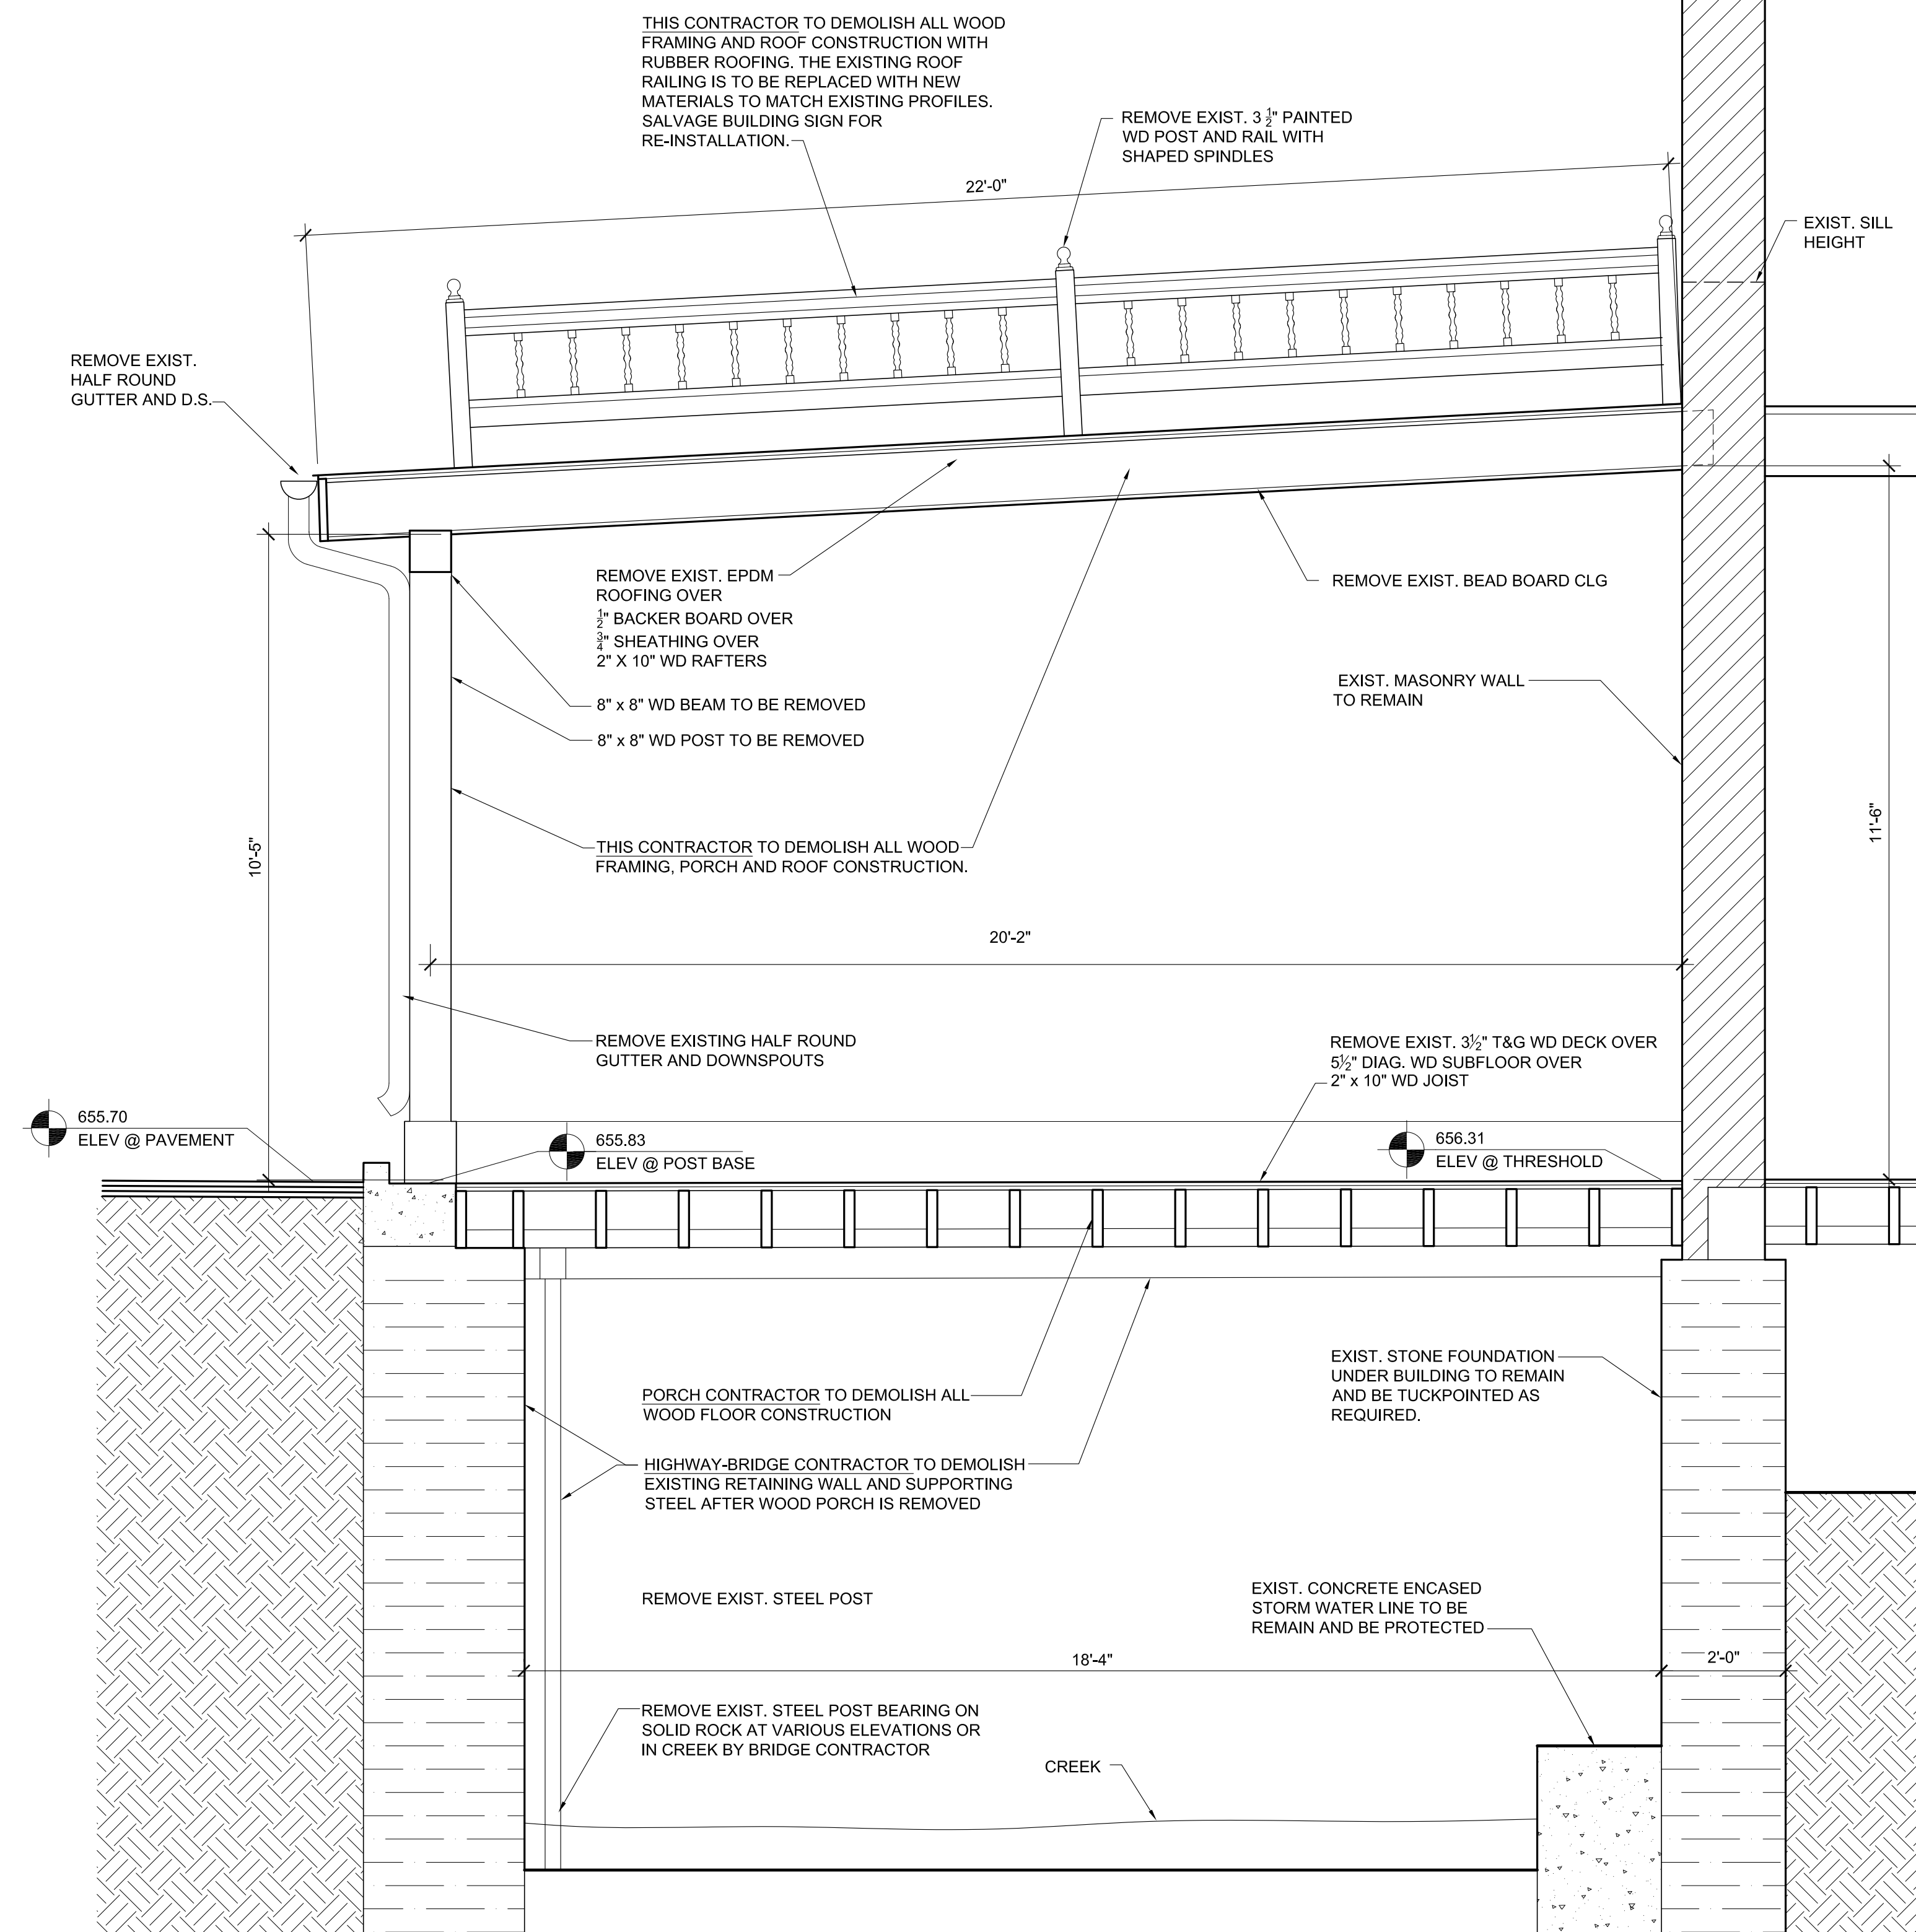 THIS CONTRACTOR TO DEMOLISH ALL WOOD
FRAMING AND ROOF CONSTRUCTION WITH
RUBBER ROOFING. THE EXISTING ROOF
RAILING IS TO BE REPLACED WITH NEW
MATERIALS TO MATCH EXISTING PROFILES.
SALVAGE BUILDING SIGN FOR
RE-INSTALLATION.
REMOVE EXIST. 3 1/2" PAINTED
WD POST AND RAIL WITH
SHAPED SPINDLES
22'-0"
EXIST. SILL
HEIGHT
REMOVE EXIST.
HALF ROUND
GUTTER AND D.S.
REMOVE EXIST. EPDM
ROOFING OVER
1/2" BACKER BOARD OVER
3/4" SHEATHING OVER
2" X 10" WD RAFTERS
REMOVE EXIST. BEAD BOARD CLG
8" x 8" WD BEAM TO BE REMOVED
8" x 8" WD POST TO BE REMOVED
EXIST. MASONRY WALL
TO REMAIN
10'-5"
11'-6"
THIS CONTRACTOR TO DEMOLISH ALL WOOD
FRAMING, PORCH AND ROOF CONSTRUCTION.
20'-2"
REMOVE EXISTING HALF ROUND
GUTTER AND DOWNSPOUTS
REMOVE EXIST. 3½" T&G WD DECK OVER
5½" DIAG. WD SUBFLOOR OVER
2" x 10" WD JOIST
655.70
ELEV @ PAVEMENT
655.83
ELEV @ POST BASE
656.31
ELEV @ THRESHOLD
PORCH CONTRACTOR TO DEMOLISH ALL
WOOD FLOOR CONSTRUCTION
EXIST. STONE FOUNDATION
UNDER BUILDING TO REMAIN
AND BE TUCKPOINTED AS
REQUIRED.
HIGHWAY-BRIDGE CONTRACTOR TO DEMOLISH
EXISTING RETAINING WALL AND SUPPORTING
STEEL AFTER WOOD PORCH IS REMOVED
REMOVE EXIST. STEEL POST
EXIST. CONCRETE ENCASED
STORM WATER LINE TO BE
REMAIN AND BE PROTECTED
18'-4"
2'-0"
REMOVE EXIST. STEEL POST BEARING ON
SOLID ROCK AT VARIOUS ELEVATIONS OR
IN CREEK BY BRIDGE CONTRACTOR
CREEK